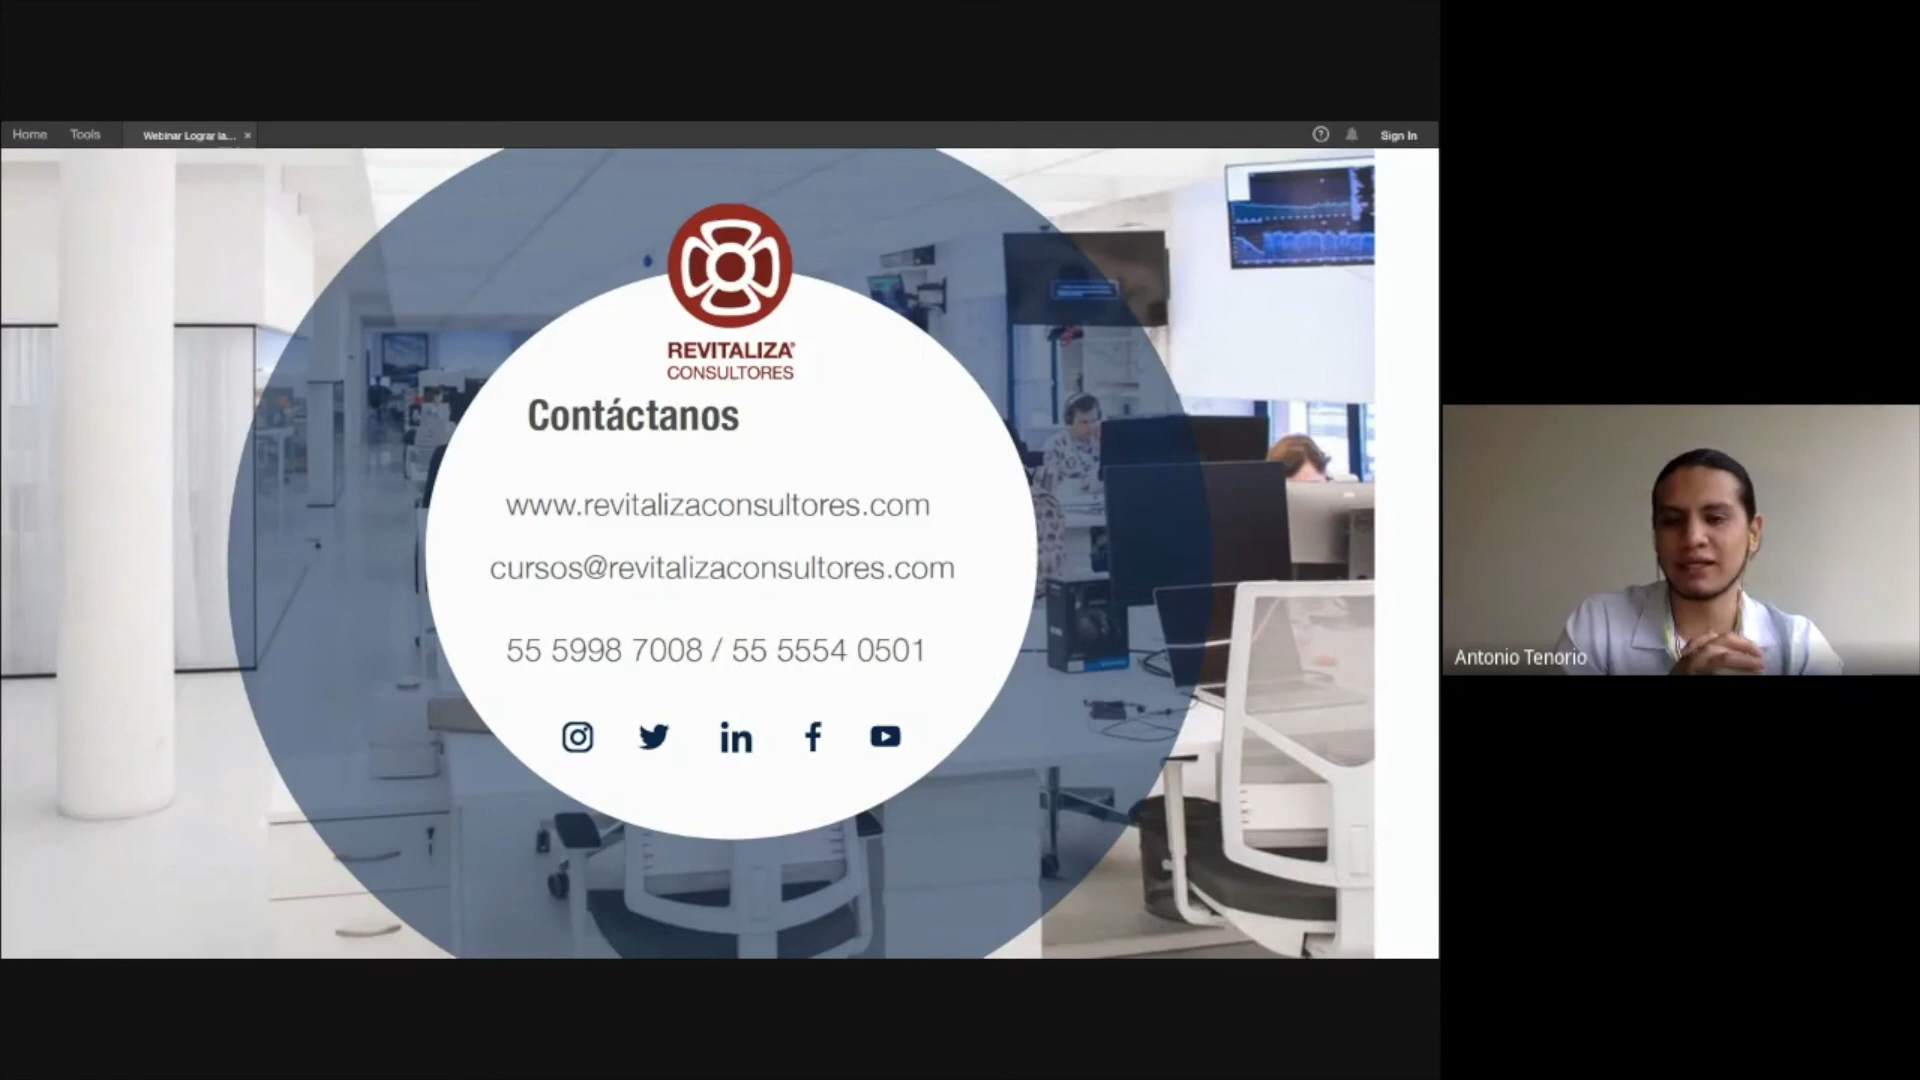 Home Tools Webinar Lograr la... × Sign In
REVITALIZA®
CONSULTORES
Contáctanos
www.revitalizaconsultores.com
cursos@revitalizaconsultores.com
55 5998 7008 / 55 5554 0501
Antonio Tenorio